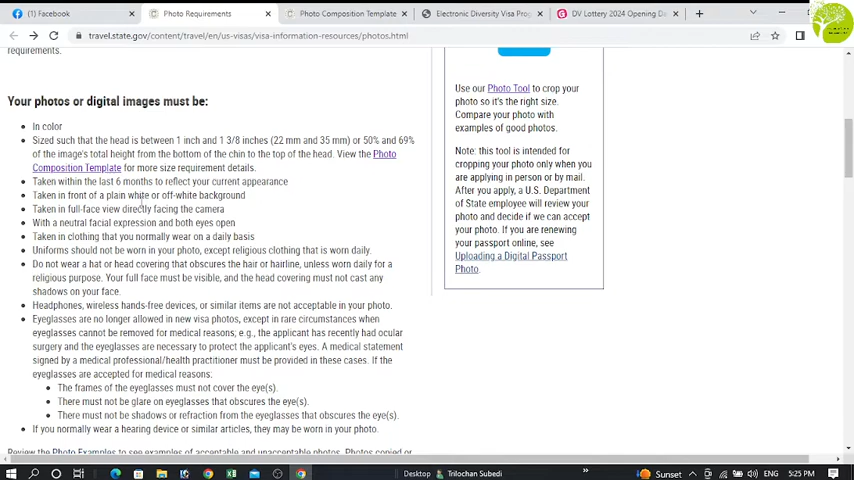 (1) Facebook
Photo Requirements
Photo Composition Template
Electronic Diversity Visa Prog
DV Lottery 2024 Opening Da
travel.state.gov/content/travel/en/us-visas/visa-information-resources/photos.html
requirements.
Your photos or digital images must be:
In color
Sized such that the head is between 1 inch and 1 3/8 inches (22 mm and 35 mm) or 50% and 69%
of the image's total height from the bottom of the chin to the top of the head. View the Photo
Composition Template for more size requirement details.
Taken within the last 6 months to reflect your current appearance
Taken in front of a plain white or off-white background
Taken in full-face view directly facing the camera
With a neutral facial expression and both eyes open
Taken in clothing that you normally wear on a daily basis
Uniforms should not be worn in your photo, except religious clothing that is worn daily.
Do not wear a hat or head covering that obscures the hair or hairline, unless worn daily for a
religious purpose. Your full face must be visible, and the head covering must not cast any
shadows on your face.
Headphones, wireless hands-free devices, or similar items are not acceptable in your photo.
Eyeglasses are no longer allowed in new visa photos, except in rare circumstances when
eyeglasses cannot be removed for medical reasons; e.g., the applicant has recently had ocular
surgery and the eyeglasses are necessary to protect the applicant's eyes. A medical statement
signed by a medical professional/health practitioner must be provided in these cases. If the
eyeglasses are accepted for medical reasons:
The frames of the eyeglasses must not cover the eye(s).
There must not be glare on eyeglasses that obscures the eye(s).
There must not be shadows or refraction from the eyeglasses that obscures the eye(s).
If you normally wear a hearing device or similar articles, they may be worn in your photo.
Review the Photo Examples to see examples of acceptable and unacceptable photos. Photos copied or
Use our Photo Tool to crop your
photo so it's the right size.
Compare your photo with
examples of good photos.
Note: this tool is intended for
cropping your photo only when you
are applying in person or by mail.
After you apply, a U.S. Department
of State employee will review your
photo and decide if we can accept
your photo. If you are renewing
your passport online, see
Uploading a Digital Passport
Photo.
Desktop
Trilochan Subedi
Sunset
ENG
5:25 PM